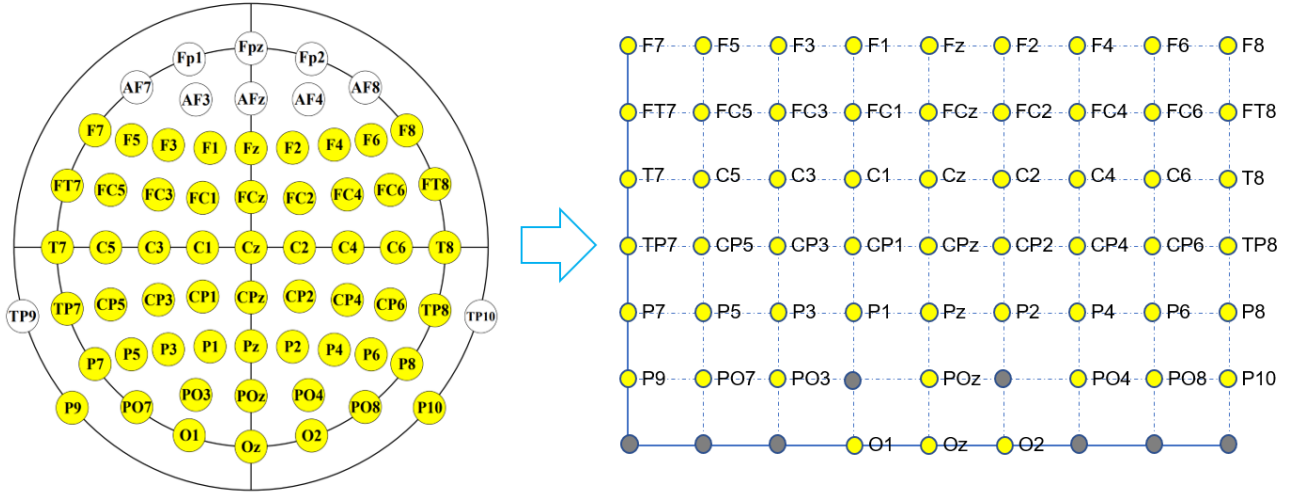 Fpz
Fp1 Fp2
AF7 AF3 AFz AF4 AF8
F7 F5 F3 F1 Fz F2 F4 F6 F8
FT7 FC5 FC3 FC1 FCz FC2 FC4 FC6 FT8
T7 C5 C3 C1 Cz C2 C4 C6 T8
TP9 TP7 CP5 CP3 CP1 CPz CP2 CP4 CP6 TP8 TP10
P7 P5 P3 P1 Pz P2 P4 P6 P8
P9 PO7 PO3 POz PO4 PO8 P10
O1 Oz O2
F7 F5 F3 F1 Fz F2 F4 F6 F8
FT7 FC5 FC3 FC1 FCz FC2 FC4 FC6 FT8
T7 C5 C3 C1 Cz C2 C4 C6 T8
TP7 CP5 CP3 CP1 CPz CP2 CP4 CP6 TP8
P7 P5 P3 P1 Pz P2 P4 P6 P8
P9 PO7 PO3 POz PO4 PO8 P10
O1 Oz O2